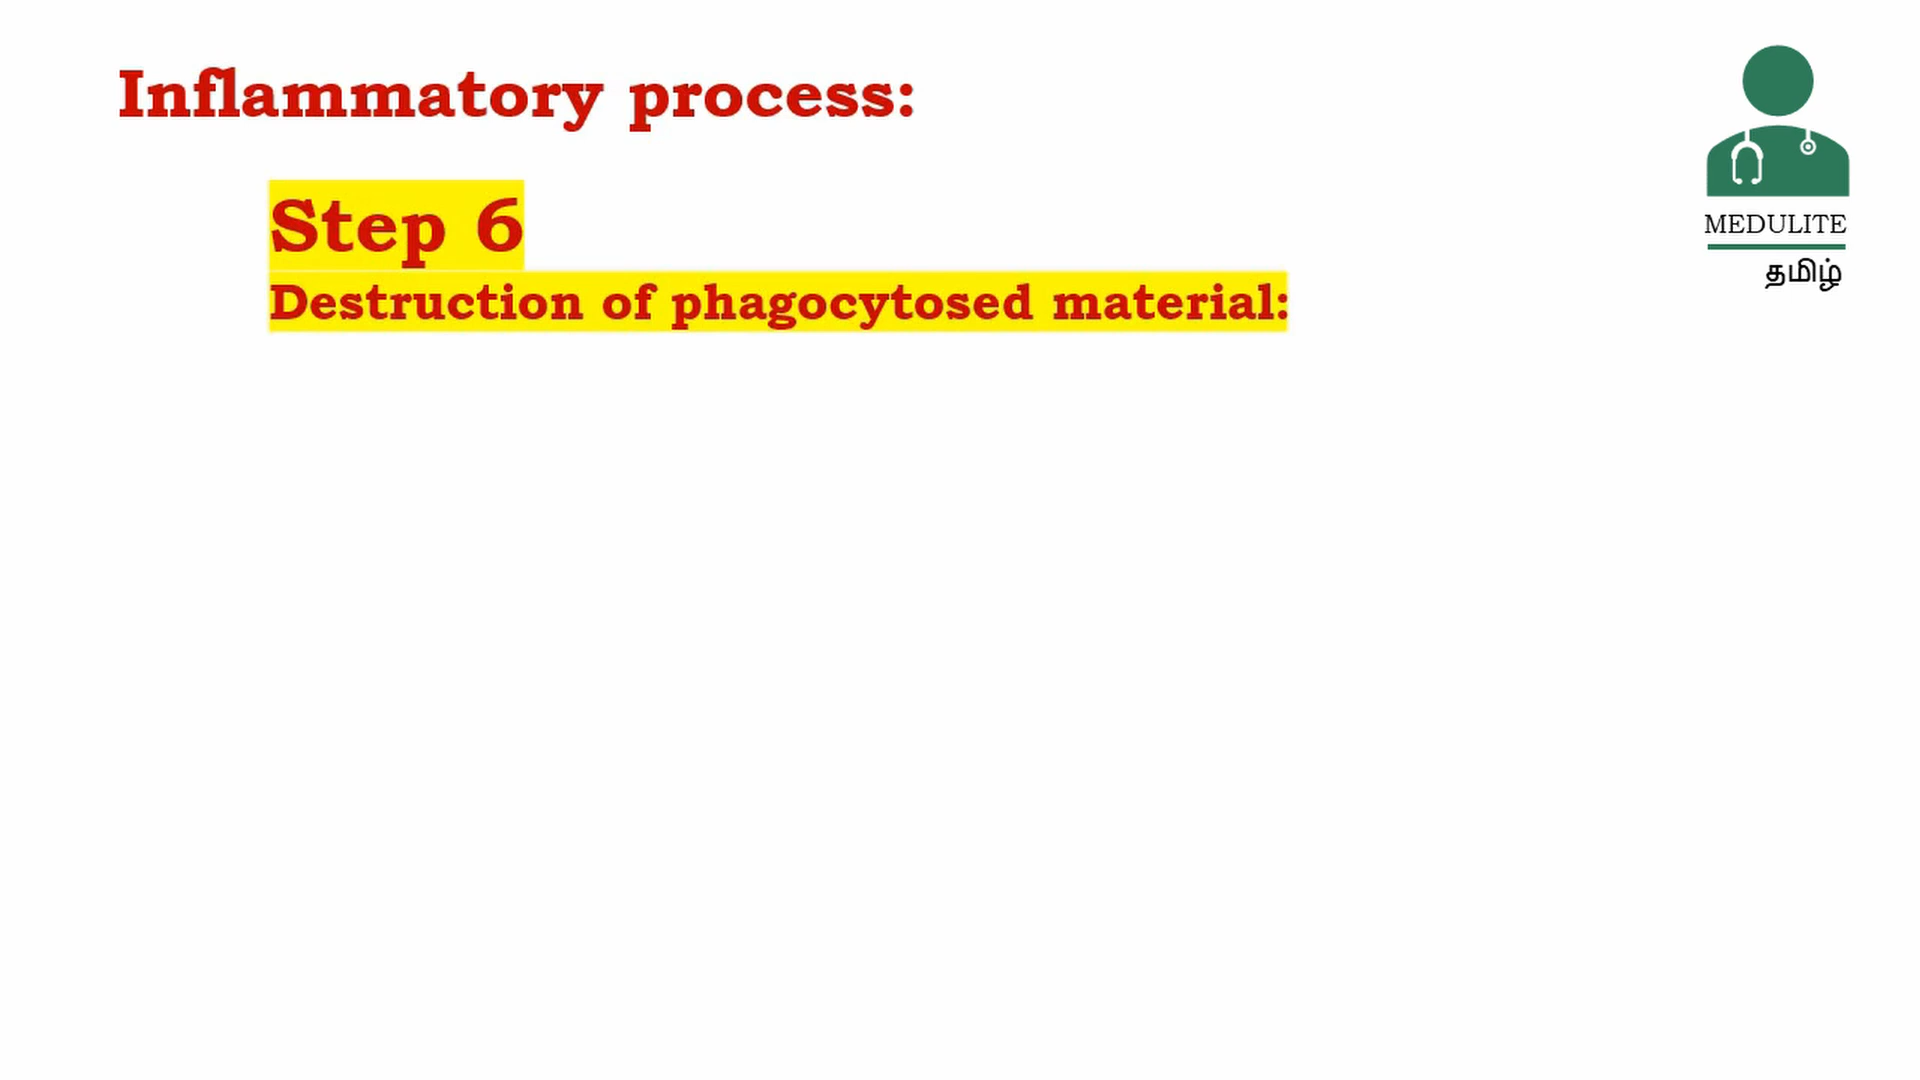 Inflammatory process:
Step 6
Destruction of phagocytosed material:
MEDULITE
தமிழ்